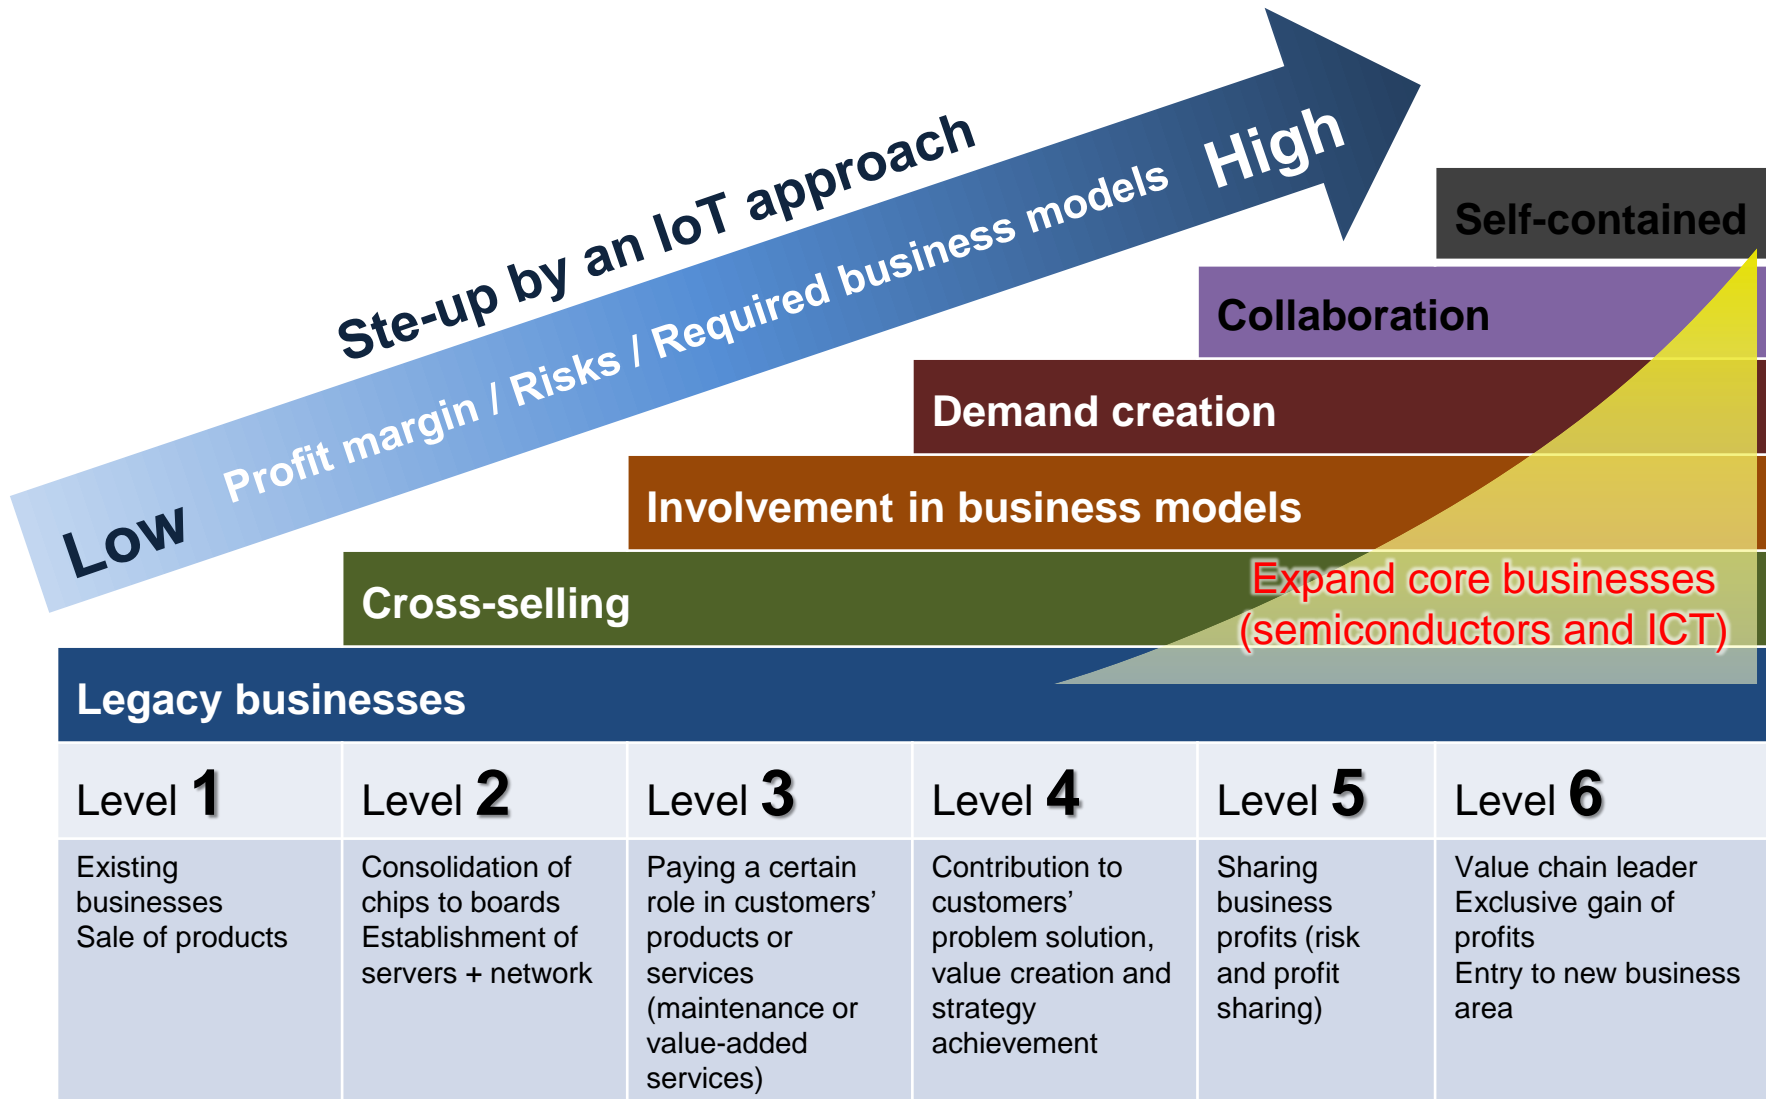 Ste-up by an IoT approach
Low Profit margin / Risks / Required business models High
Self-contained
Collaboration
Demand creation
Involvement in business models
Cross-selling
Expand core businesses
(semiconductors and ICT)
Legacy businesses
Level 1
Level 2
Level 3
Level 4
Level 5
Level 6
Existing
businesses
Sale of products
Consolidation of
chips to boards
Establishment of
servers + network
Paying a certain
role in customers’
products or
services
(maintenance or
value-added
services)
Contribution to
customers’
problem solution,
value creation and
strategy
achievement
Sharing
business
profits (risk
and profit
sharing)
Value chain leader
Exclusive gain of
profits
Entry to new business
area